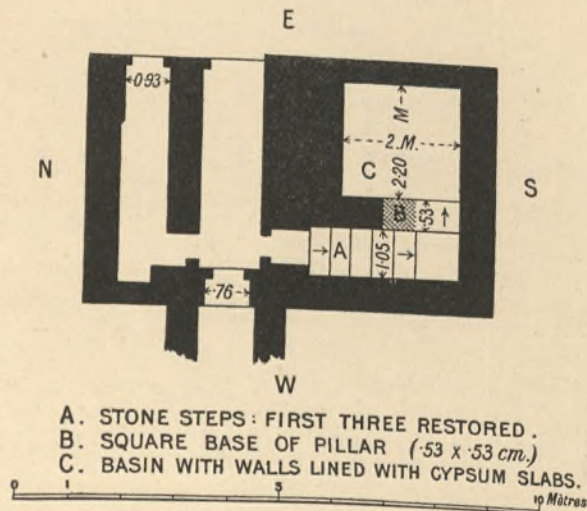 E
0·93
M
2. M.
N
C
2·20
S
B
·53
A
1·05
·76
W
A. STONE STEPS: FIRST THREE RESTORED.
B. SQUARE BASE OF PILLAR (·53 x ·53 cm.)
C. BASIN WITH WALLS LINED WITH GYPSUM SLABS.
0 1 5 10 Mètres